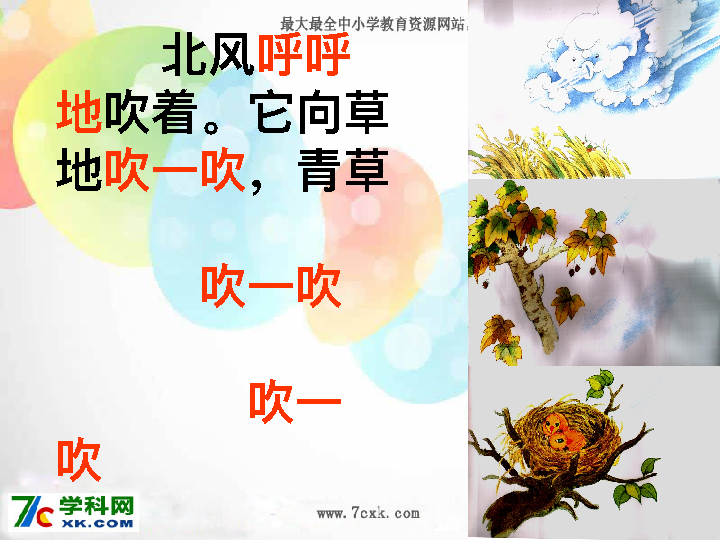 最大最全中小学教育资源网站,
北风呼呼
地吹着。它向草
地吹一吹，青草
吹一吹
吹一
吹
学科网
XK.COM
www.7cxk.com